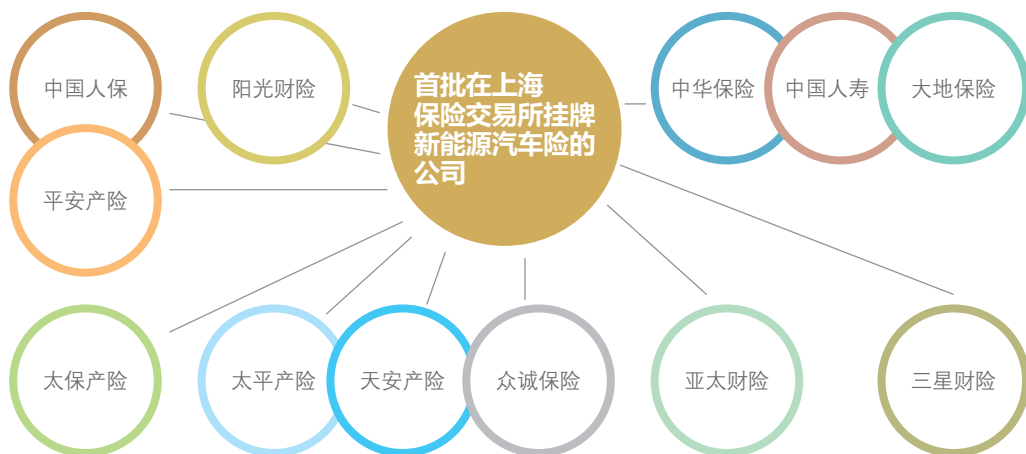 中国人保
阳光财险
首批在上海
保险交易所挂牌
新能源汽车险的
公司
中华保险
中国人寿
大地保险
平安产险
太保产险
太平产险
天安产险
众诚保险
亚太财险
三星财险